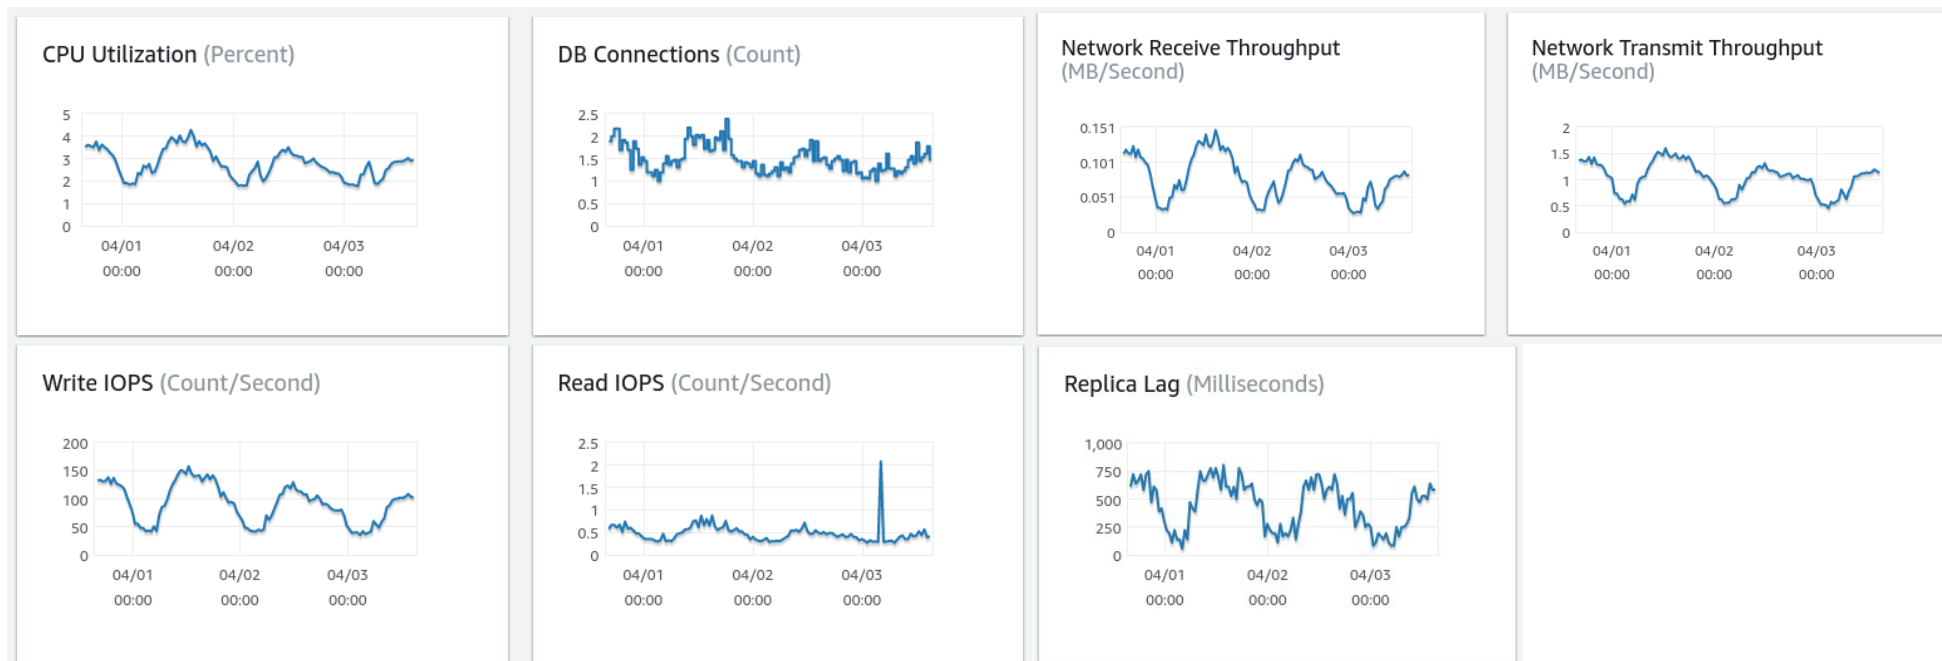 CPU Utilization (Percent)
5
4
3
2
1
0
04/01 04/02 04/03
00:00 00:00 00:00
DB Connections (Count)
2.5
2
1.5
1
0.5
0
04/01 04/02 04/03
00:00 00:00 00:00
Network Receive Throughput
(MB/Second)
0.151
0.101
0.051
0
04/01 04/02 04/03
00:00 00:00 00:00
Network Transmit Throughput
(MB/Second)
2
1.5
1
0.5
0
04/01 04/02 04/03
00:00 00:00 00:00
Write IOPS (Count/Second)
200
150
100
50
0
04/01 04/02 04/03
00:00 00:00 00:00
Read IOPS (Count/Second)
2.5
2
1.5
1
0.5
0
04/01 04/02 04/03
00:00 00:00 00:00
Replica Lag (Milliseconds)
1,000
750
500
250
0
04/01 04/02 04/03
00:00 00:00 00:00